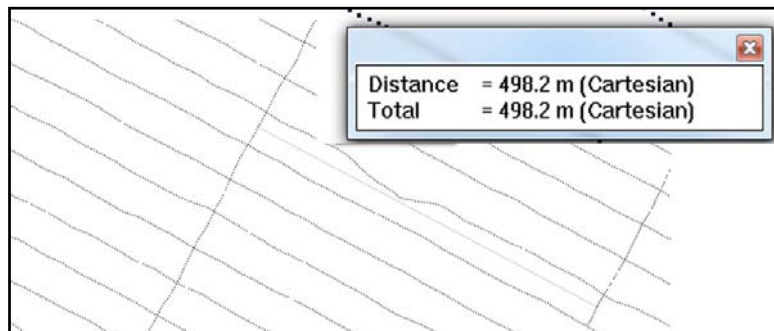 Distance = 498.2 m (Cartesian)
Total = 498.2 m (Cartesian)